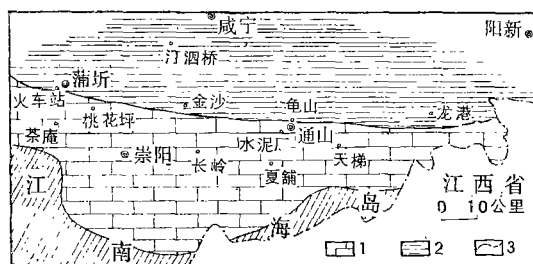 咸宁
阳新
汀泗桥
蒲圻
火车站
桃花坪
金沙
龟山
龙港
茶庵
水泥厂
通山
崇阳
长岭
天梯
夏舖
江
南
海
岛
江西省
0 10公里
1
2
3